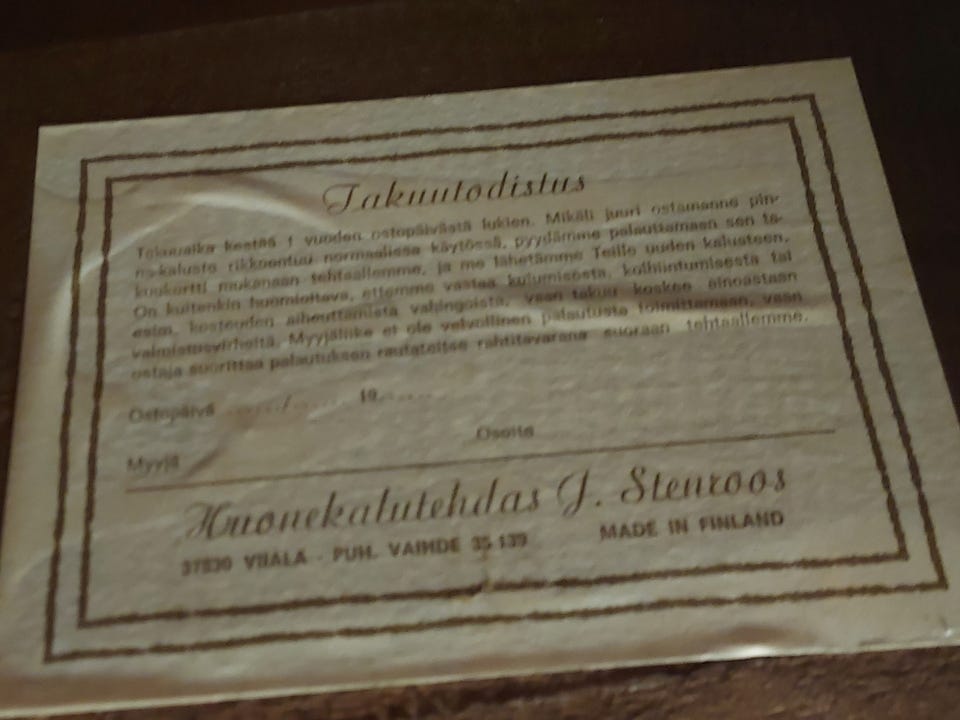 Takuutodistus
Takuuaika kestää 1 vuoden ostopäivästä lukien. Mikäli juuri ostamanne pin-
nakaluste rikkoontuu normaalissa käytössä, pyydämme palauttamaan sen ta-
kuukortti mukanaan tehtaallemme, ja me lähetämme Teille uuden kalusteen.
On kuitenkin huomioitava, ettemme vastaa kulumisesta, kolhiintumisesta tai
esim. kosteuden aiheuttamista vahingoista, vaan takuu koskee ainoastaan
valmistusvirheitä. Myyjäliike ei ole velvollinen palautusta toimittamaan, vaan
ostaja suorittaa palautuksen rautateitse rahtitavarana suoraan tehtaallemme.
Ostopäivä ....../...... 19......
Myyjä Osoite
Huonekalutehdas J. Stenroos
37830 VIIALA - PUH. VAIHDE 35 139 MADE IN FINLAND